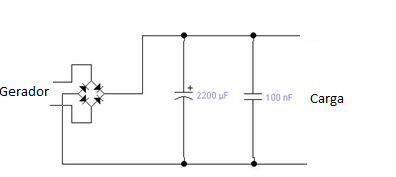 Gerador
+
2200 µF
100 nF
Carga